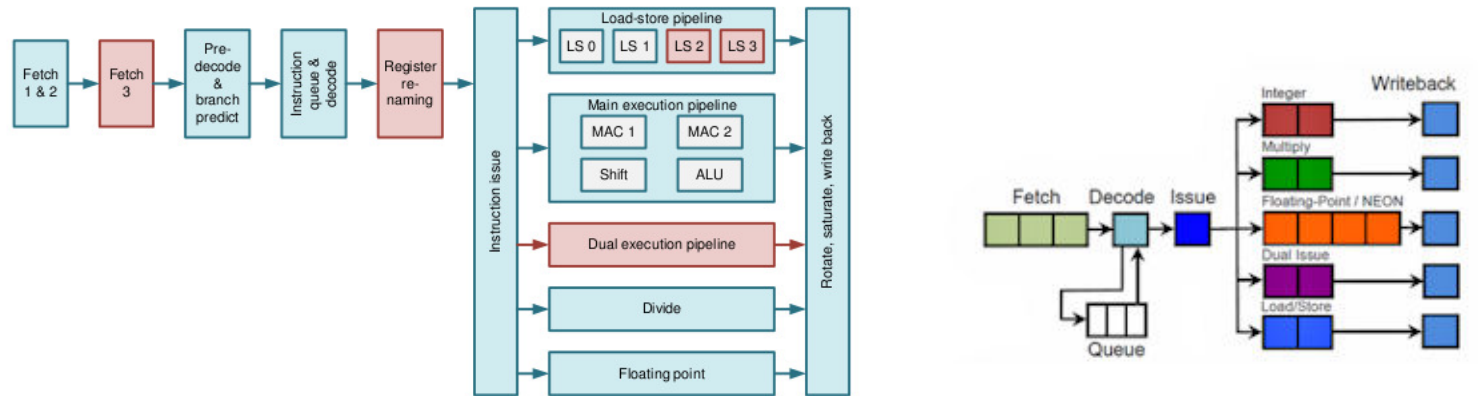 Fetch
1 & 2
Fetch
3
Pre-
decode
&
branch
predict
Instruction
queue &
decode
Register
re-
naming
Instruction issue
Load-store pipeline
LS 0
LS 1
LS 2
LS 3
Main execution pipeline
MAC 1
MAC 2
Shift
ALU
Dual execution pipeline
Divide
Floating point
Rotate, saturate, write back
Fetch
Decode
Issue
Queue
Integer
Multiply
Floating-Point / NEON
Dual Issue
Load/Store
Writeback